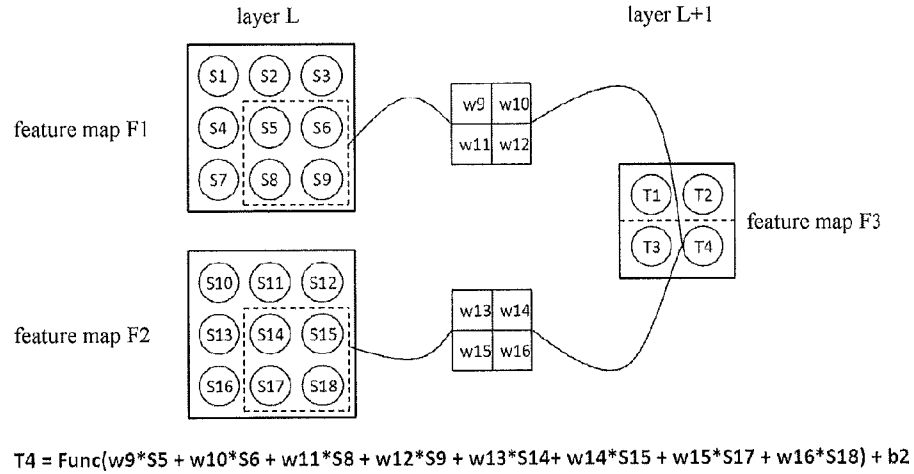 layer L
layer L+1
feature map F1
S1 S2 S3
S4 S5 S6
S7 S8 S9
w9 w10
w11 w12
T1 T2
T3 T4
feature map F3
feature map F2
S10 S11 S12
S13 S14 S15
S16 S17 S18
w13 w14
w15 w16
T4 = Func(w9*S5 + w10*S6 + w11*S8 + w12*S9 + w13*S14+ w14*S15 + w15*S17 + w16*S18) + b2